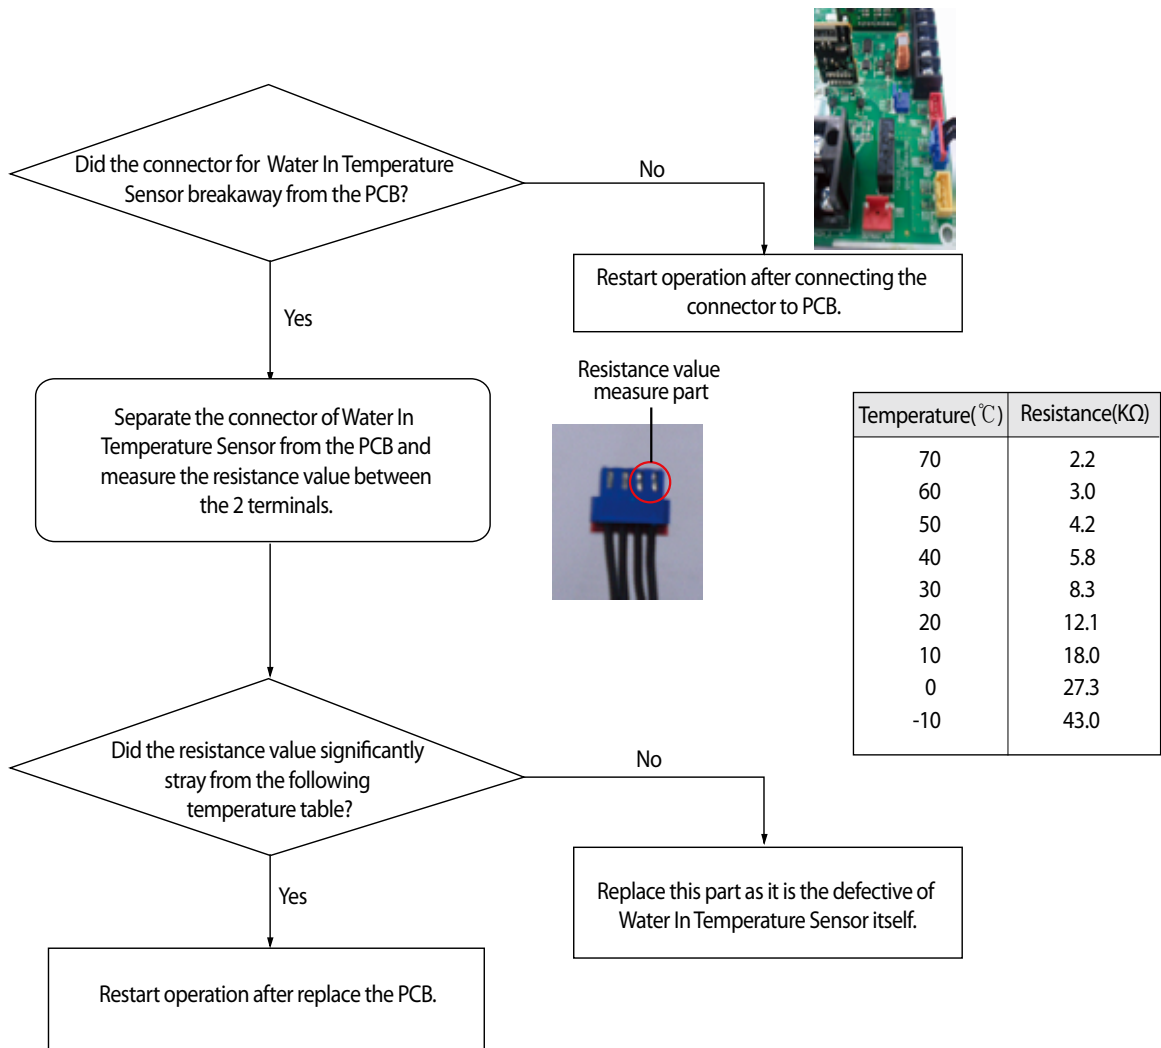 Did the connector for Water In Temperature
Sensor breakaway from the PCB?
No
Restart operation after connecting the
connector to PCB.
Yes
Separate the connector of Water In
Temperature Sensor from the PCB and
measure the resistance value between
the 2 terminals.
Resistance value
measure part
Temperature(℃) Resistance(KΩ)
70 2.2
60 3.0
50 4.2
40 5.8
30 8.3
20 12.1
10 18.0
0 27.3
-10 43.0
Did the resistance value significantly
stray from the following
temperature table?
No
Replace this part as it is the defective of
Water In Temperature Sensor itself.
Yes
Restart operation after replace the PCB.